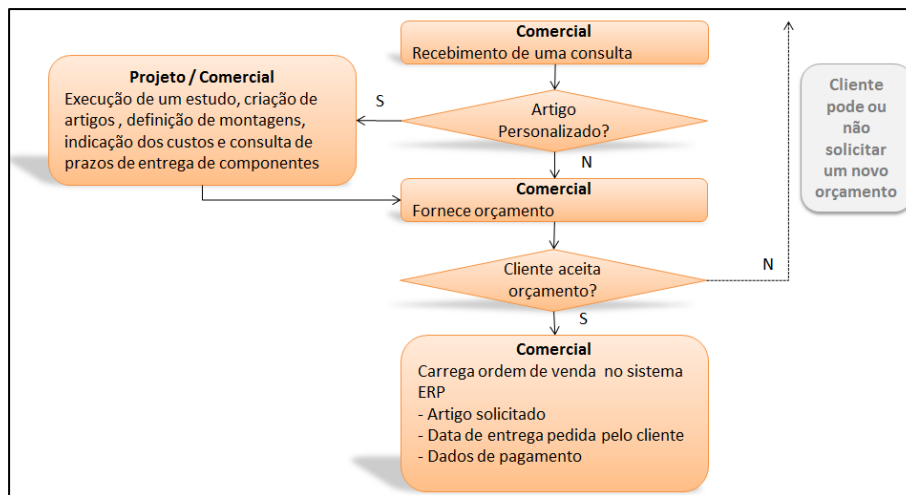 Comercial
Recebimento de uma consulta
Projeto / Comercial
Execução de um estudo, criação de
artigos , definição de montagens,
indicação dos custos e consulta de
prazos de entrega de componentes
S
Artigo
Personalizado?
N
Cliente
pode ou
não
solicitar
um novo
orçamento
Comercial
Fornece orçamento
Cliente aceita
orçamento?
N
S
Comercial
Carrega ordem de venda no sistema
ERP
- Artigo solicitado
- Data de entrega pedida pelo cliente
- Dados de pagamento